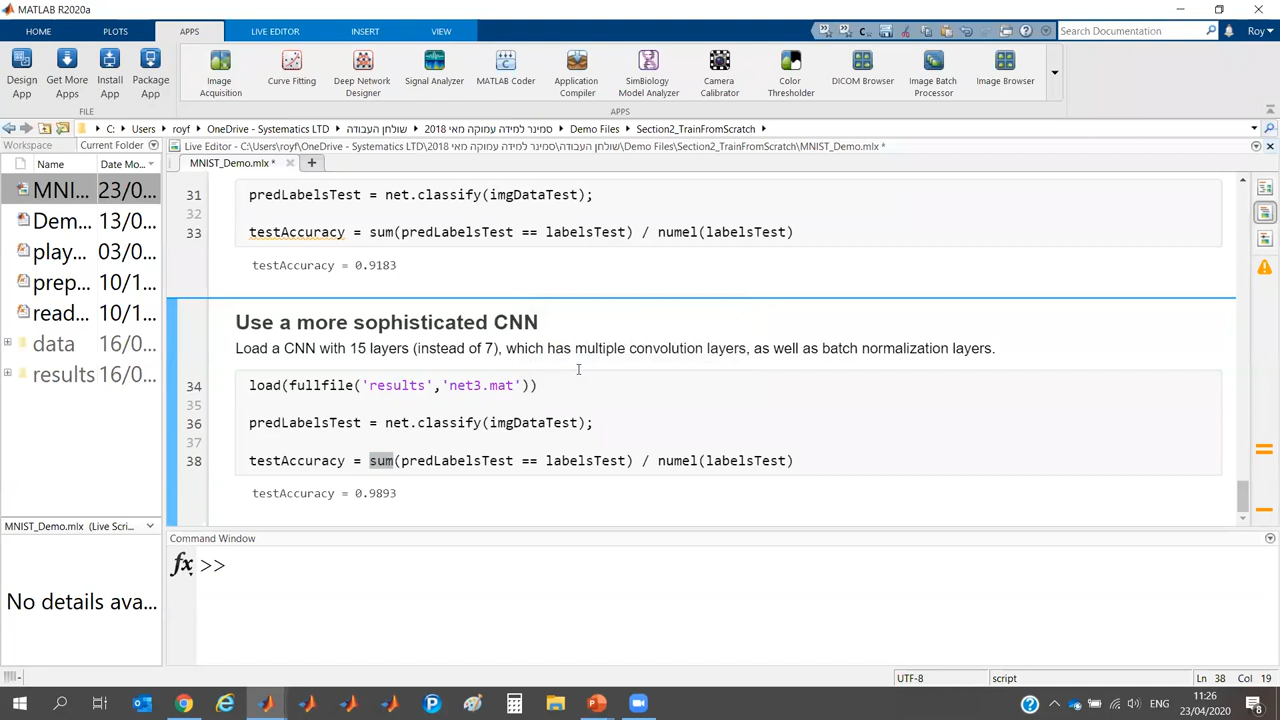 MATLAB R2020a
HOME PLOTS APPS LIVE EDITOR INSERT VIEW
Search Documentation
Roy
Design App
Get More Apps
Install App
Package App
Image Acquisition
Curve Fitting
Deep Network Designer
Signal Analyzer
MATLAB Coder
Application Compiler
SimBiology Model Analyzer
Camera Calibrator
Color Thresholder
DICOM Browser
Image Batch Processor
Image Browser
FILE APPS
C: Users royf OneDrive - Systematics LTD שולחן העבודה סמינר למידה עמוקה מאי 2018 Demo Files Section2_TrainFromScratch
Workspace Current Folder
Live Editor - C:\Users\royf\OneDrive - Systematics LTD\שולחן העבודה\סמינר למידה עמוקה מאי 2018\Demo Files\Section2_TrainFromScratch\MNIST_Demo.mlx *
Name Date Mo...
MNIST_Demo.mlx * × +
MNI... 23/0...
Dem... 13/0...
play... 03/0...
prep... 10/1...
read... 10/1...
data 16/0...
results 16/0...
31 predLabelsTest = net.classify(imgDataTest);
32
33 testAccuracy = sum(predLabelsTest == labelsTest) / numel(labelsTest)
testAccuracy = 0.9183
Use a more sophisticated CNN
Load a CNN with 15 layers (instead of 7), which has multiple convolution layers, as well as batch normalization layers.
34 load(fullfile('results','net3.mat'))
35
36 predLabelsTest = net.classify(imgDataTest);
37
38 testAccuracy = sum(predLabelsTest == labelsTest) / numel(labelsTest)
testAccuracy = 0.9893
MNIST_Demo.mlx (Live Scri...
No details ava...
Command Window
fx >>
UTF-8 script Ln 38 Col 19
ENG
11:26
23/04/2020
8